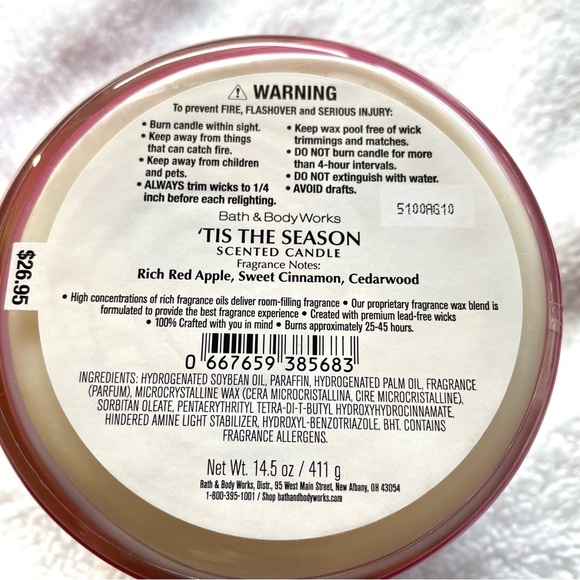 ⚠ WARNING
To prevent FIRE, FLASHOVER and SERIOUS INJURY:
• Burn candle within sight.
• Keep away from things
that can catch fire.
• Keep away from children
and pets.
• ALWAYS trim wicks to 1/4
inch before each relighting.
• Keep wax pool free of wick
trimmings and matches.
• DO NOT burn candle for more
than 4-hour intervals.
• DO NOT extinguish with water.
• AVOID drafts.
5100AG10
Bath & Body Works
'TIS THE SEASON
SCENTED CANDLE
Fragrance Notes:
Rich Red Apple, Sweet Cinnamon, Cedarwood
• High concentrations of rich fragrance oils deliver room-filling fragrance • Our proprietary fragrance wax blend is
formulated to provide the best fragrance experience • Created with premium lead-free wicks
• 100% Crafted with you in mind • Burns approximately 25-45 hours.
$26.95
0 667659 385683
INGREDIENTS: HYDROGENATED SOYBEAN OIL, PARAFFIN, HYDROGENATED PALM OIL, FRAGRANCE
(PARFUM), MICROCRYSTALLINE WAX (CERA MICROCRISTALLINA, CIRE MICROCRISTALLINE),
SORBITAN OLEATE, PENTAERYTHRITYL TETRA-DI-T-BUTYL HYDROXYHYDROCINNAMATE,
HINDERED AMINE LIGHT STABILIZER, HYDROXYL-BENZOTRIAZOLE, BHT. CONTAINS
FRAGRANCE ALLERGENS.
Net Wt. 14.5 oz / 411 g
Bath & Body Works, Distr., 95 West Main Street, New Albany, OH 43054
1-800-395-1001 / Shop bathandbodyworks.com